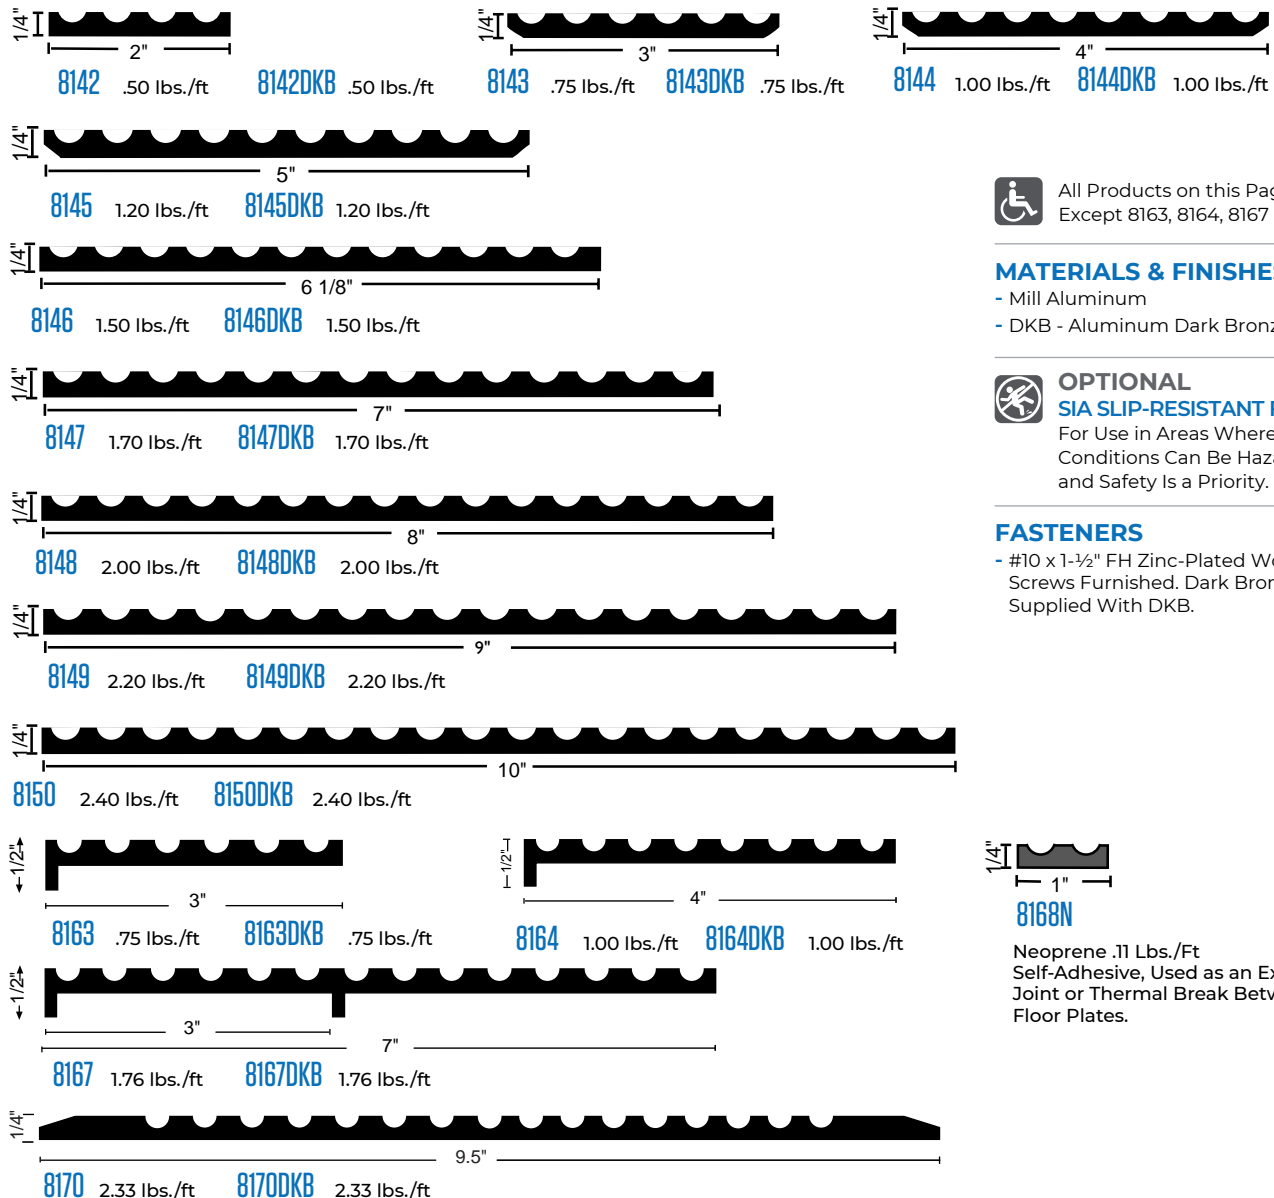 1/4"
2"
8142 .50 lbs./ft 8142DKB .50 lbs./ft
1/4"
3"
8143 .75 lbs./ft 8143DKB .75 lbs./ft
1/4"
4"
8144 1.00 lbs./ft 8144DKB 1.00 lbs./ft
1/4"
5"
8145 1.20 lbs./ft 8145DKB 1.20 lbs./ft
1/4"
6 1/8"
8146 1.50 lbs./ft 8146DKB 1.50 lbs./ft
1/4"
7"
8147 1.70 lbs./ft 8147DKB 1.70 lbs./ft
1/4"
8"
8148 2.00 lbs./ft 8148DKB 2.00 lbs./ft
1/4"
9"
8149 2.20 lbs./ft 8149DKB 2.20 lbs./ft
1/4"
10"
8150 2.40 lbs./ft 8150DKB 2.40 lbs./ft
1/2"
3"
8163 .75 lbs./ft 8163DKB .75 lbs./ft
1/2"
4"
8164 1.00 lbs./ft 8164DKB 1.00 lbs./ft
1/2"
3"
7"
8167 1.76 lbs./ft 8167DKB 1.76 lbs./ft
1/4"
9.5"
8170 2.33 lbs./ft 8170DKB 2.33 lbs./ft
All Products on this
Except 8163, 8164, 8167
MATERIALS &
- Mill Aluminum
- DKB - Aluminum Dark
OPTIONAL
SIA SLIP-RESISTANT
For Use in Areas Where
Conditions Can Be
and Safety Is a Priority.
FASTENERS
- #10 x 1-½" FH Zinc-Plated
Screws Furnished. Dark
Supplied With DKB.
1/4"
1"
8168N
Neoprene .11 Lbs./Ft
Self-Adhesive, Used as an
Joint or Thermal Break
Floor Plates.